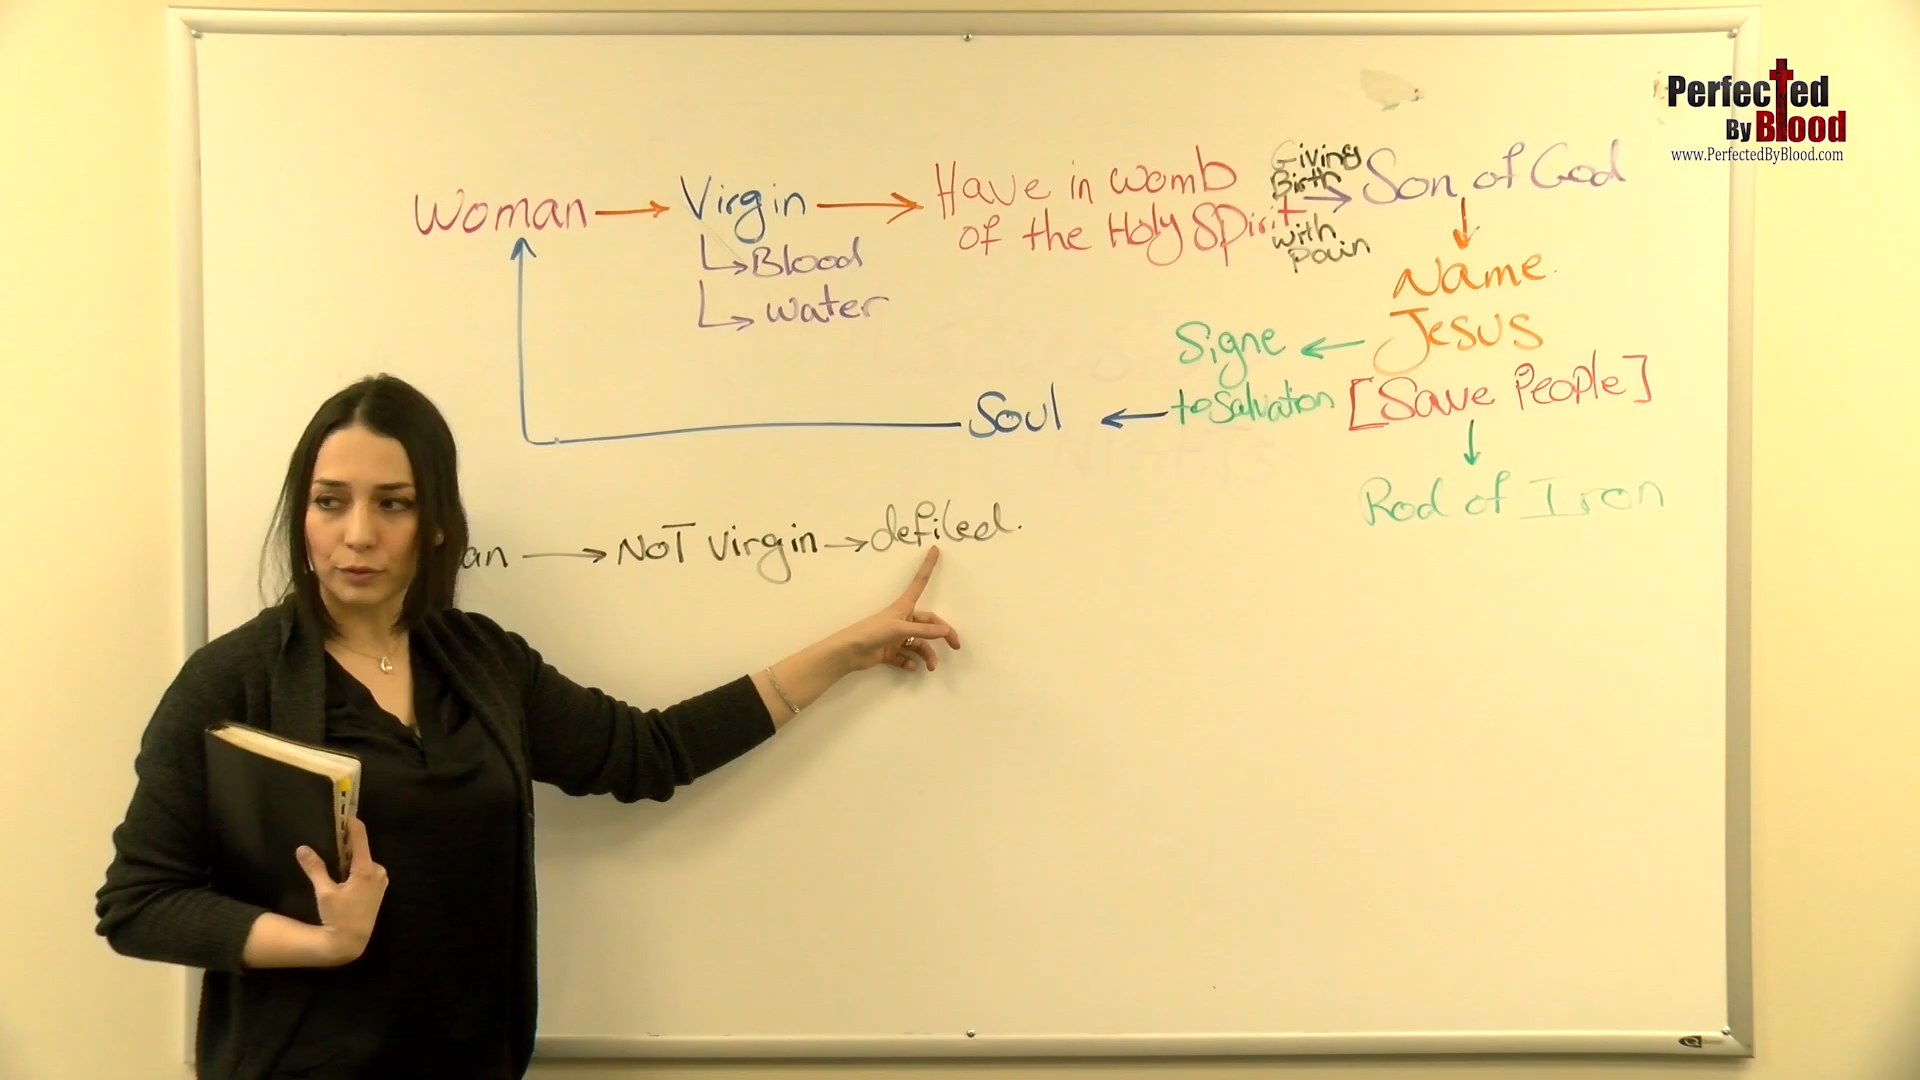 Perfected
By Blood
www.PerfectedByBlood.com
Woman → Virgin → Have in womb
of the Holy Spirit
Giving
Birth
with
Pain
→ Son of God
↳ Blood
↳ water
↓
Name
Jesus
[Save People]
← Signe
to Salvation
← Soul
↓
Rod of Iron
an → NOT Virgin → defiled.